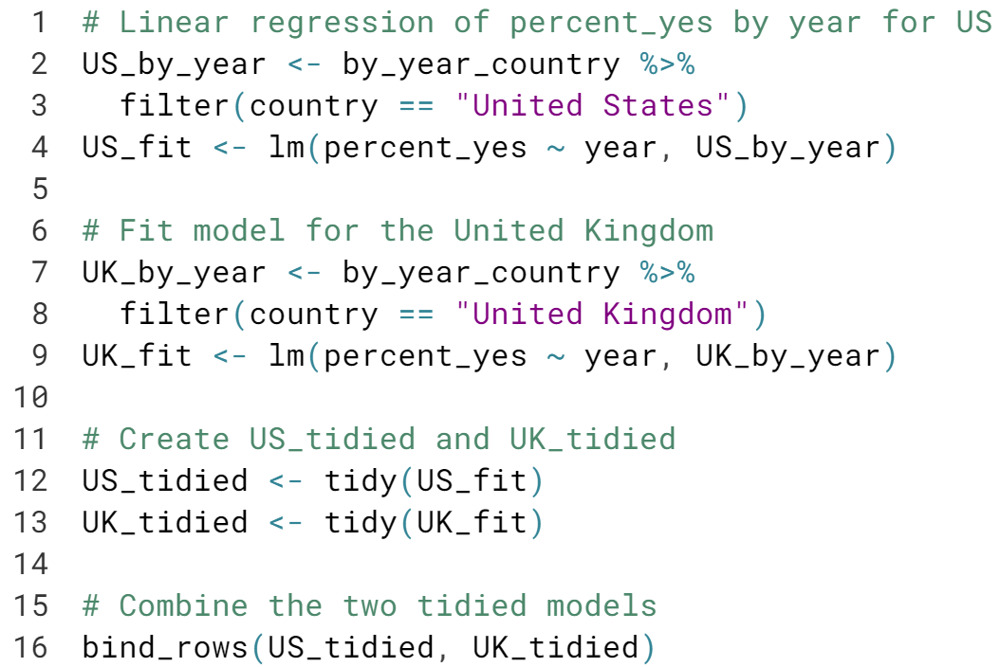 1 # Linear regression of percent_yes by year for US
2 US_by_year <- by_year_country %>%
3   filter(country == "United States")
4 US_fit <- lm(percent_yes ~ year, US_by_year)
5
6 # Fit model for the United Kingdom
7 UK_by_year <- by_year_country %>%
8   filter(country == "United Kingdom")
9 UK_fit <- lm(percent_yes ~ year, UK_by_year)
10
11 # Create US_tidied and UK_tidied
12 US_tidied <- tidy(US_fit)
13 UK_tidied <- tidy(UK_fit)
14
15 # Combine the two tidied models
16 bind_rows(US_tidied, UK_tidied)